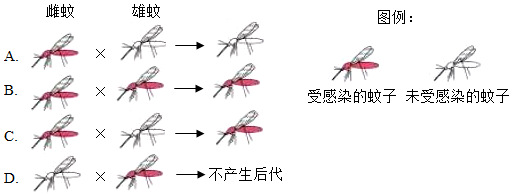 雌蚊 雄蚊 图例：
A. × →
B. × →
受感染的蚊子 未受感染的蚊子
C. × →
D. × → 不产生后代